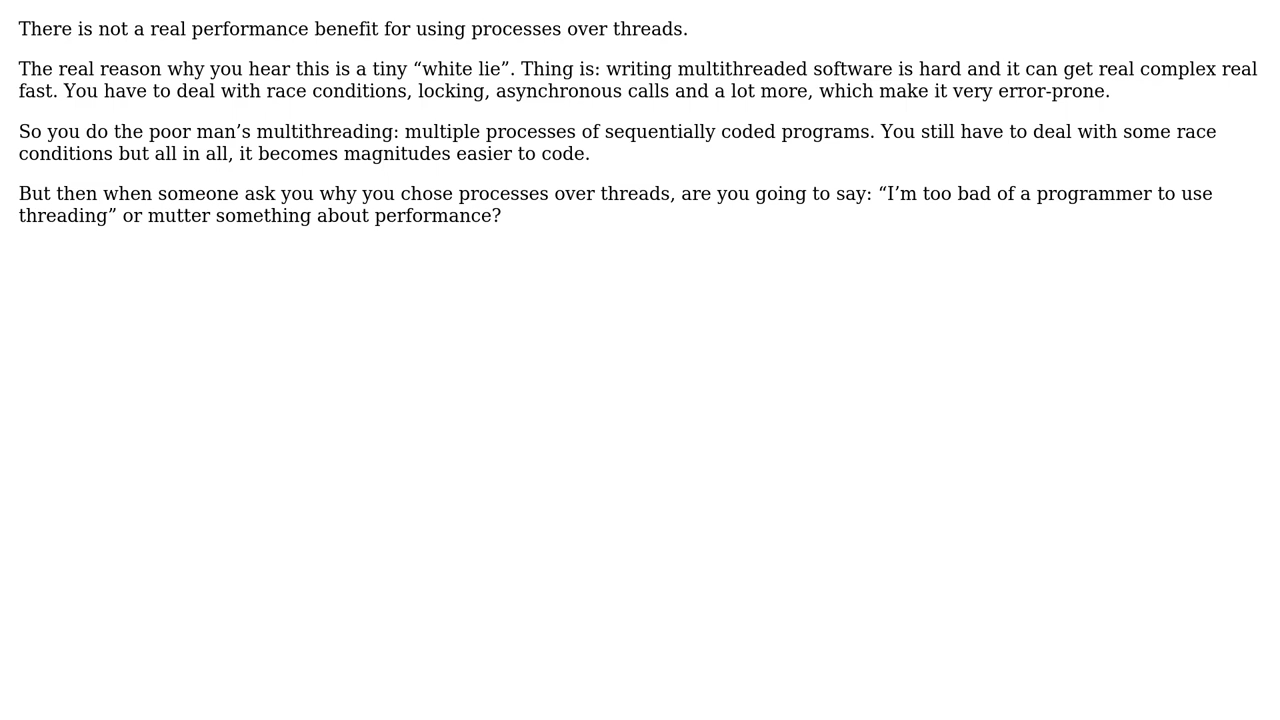 There is not a real performance benefit for using processes over threads.
The real reason why you hear this is a tiny “white lie”. Thing is: writing multithreaded software is hard and it can get real complex real
fast. You have to deal with race conditions, locking, asynchronous calls and a lot more, which make it very error-prone.
So you do the poor man’s multithreading: multiple processes of sequentially coded programs. You still have to deal with some race
conditions but all in all, it becomes magnitudes easier to code.
But then when someone ask you why you chose processes over threads, are you going to say: “I’m too bad of a programmer to use
threading” or mutter something about performance?